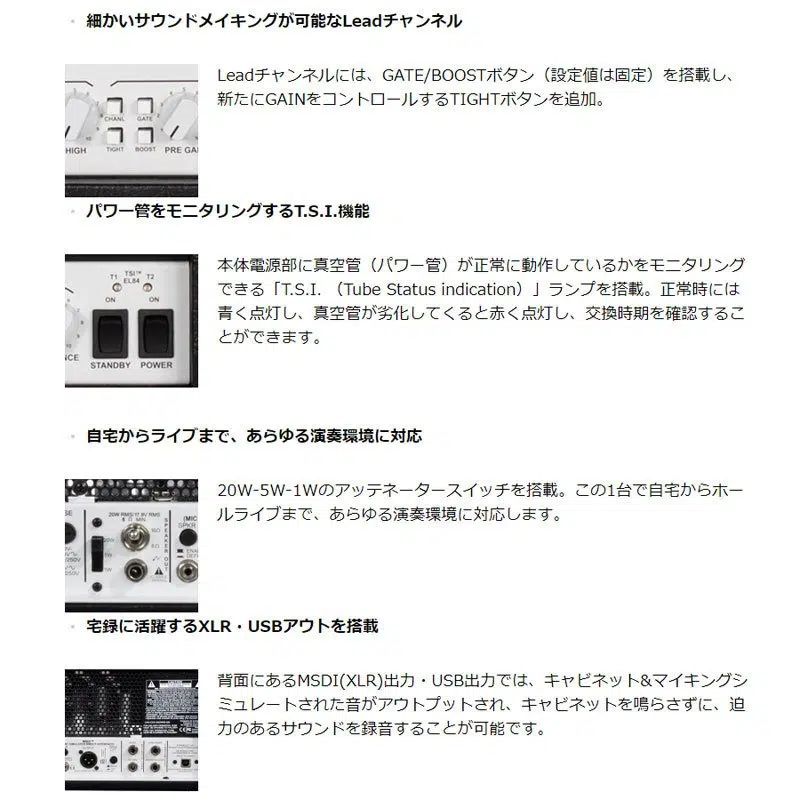 細かいサウンドメイキングが可能なLeadチャンネル
Leadチャンネルには、GATE/BOOSTボタン（設定値は固定）を搭載し、
新たにGAINをコントロールするTIGHTボタンを追加。
CHANL GATE
TIGHT BOOST
HIGH PRE GAI
パワー管をモニタリングするT.S.I.機能
本体電源部に真空管（パワー管）が正常に動作しているかをモニタリング
できる「T.S.I. （Tube Status indication）」ランプを搭載。正常時には
青く点灯し、真空管が劣化してくると赤く点灯し、交換時期を確認するこ
とができます。
T1 TSI™ T2
EL84
ON ON
NCE
STANDBY POWER
自宅からライブまで、あらゆる演奏環境に対応
20W-5W-1Wのアッテネータースイッチを搭載。この1台で自宅からホー
ルライブまで、あらゆる演奏環境に対応します。
SPEAKER OUT
宅録に活躍するXLR・USBアウトを搭載
背面にあるMSDI(XLR)出力・USB出力では、キャビネット&マイキングシ
ミュレートされた音がアウトプットされ、キャビネットを鳴らさずに、迫
力のあるサウンドを録音することが可能です。